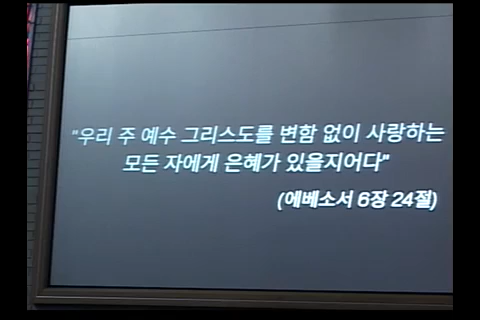 "우리 주 예수 그리스도를 변함 없이 사랑하는
모든 자에게 은혜가 있을지어다"
(에베소서 6장 24절)